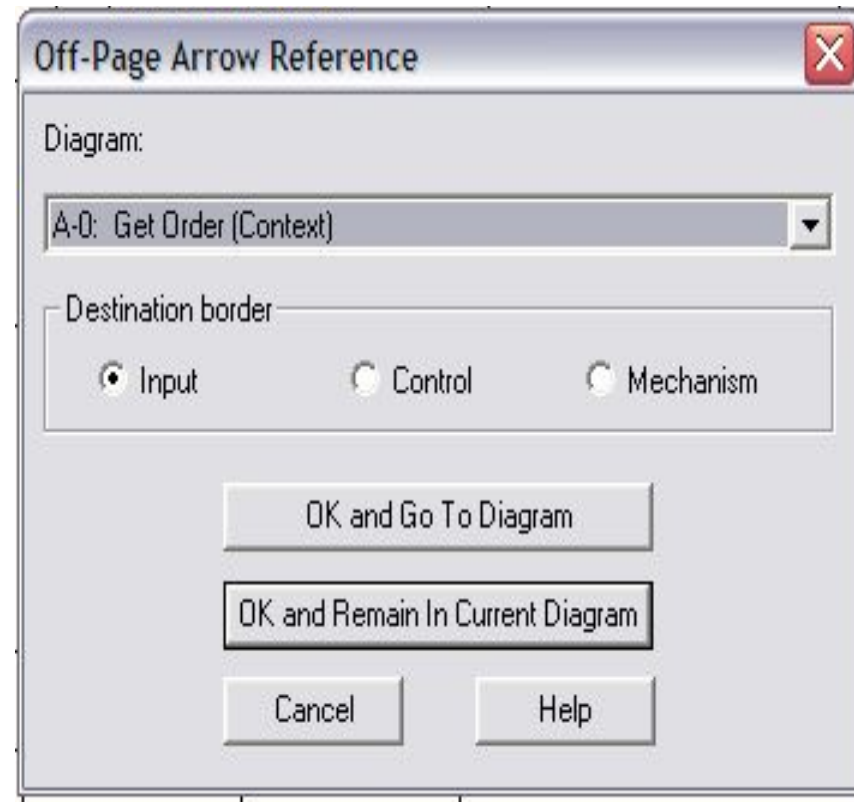 Off-Page Arrow Reference
Diagram:
A-0: Get Order (Context)
Destination border
Input Control Mechanism
OK and Go To Diagram
OK and Remain In Current Diagram
Cancel Help